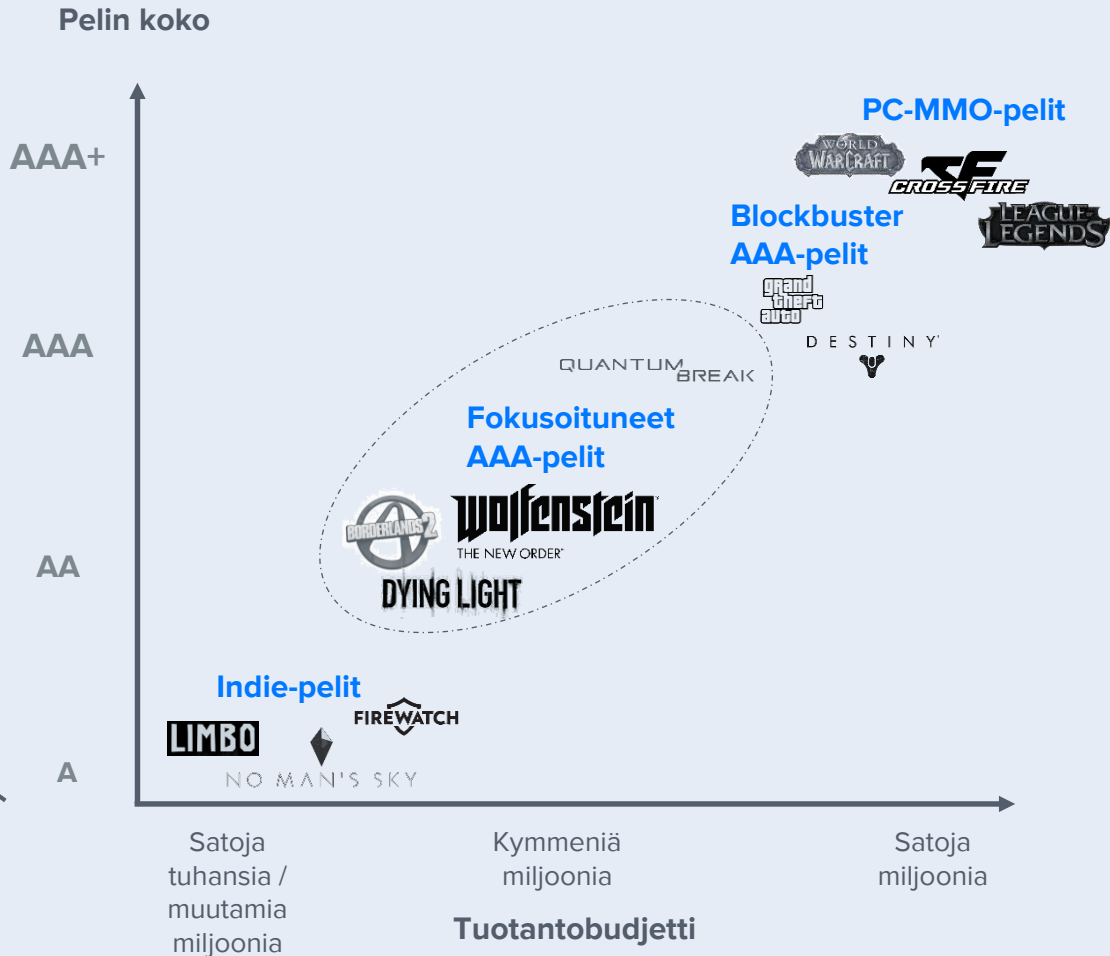 Pelin koko
AAA+
AAA
AA
A
PC-MMO-pelit
WORLD
WARCRAFT
CF
CROSSFIRE
LEAGUE
LEGENDS
Blockbuster
AAA-pelit
grand
theft
auto
DESTINY
QUANTUM
BREAK
Fokusoituneet
AAA-pelit
BORDERLANDS 2
Wolfenstein
THE NEW ORDER
DYING LIGHT
Indie-pelit
LIMBO
FIREWATCH
NO MAN'S SKY
Satoja
tuhansia /
muutamia
miljoonia
Kymmeniä
miljoonia
Satoja
miljoonia
Tuotantobudjetti